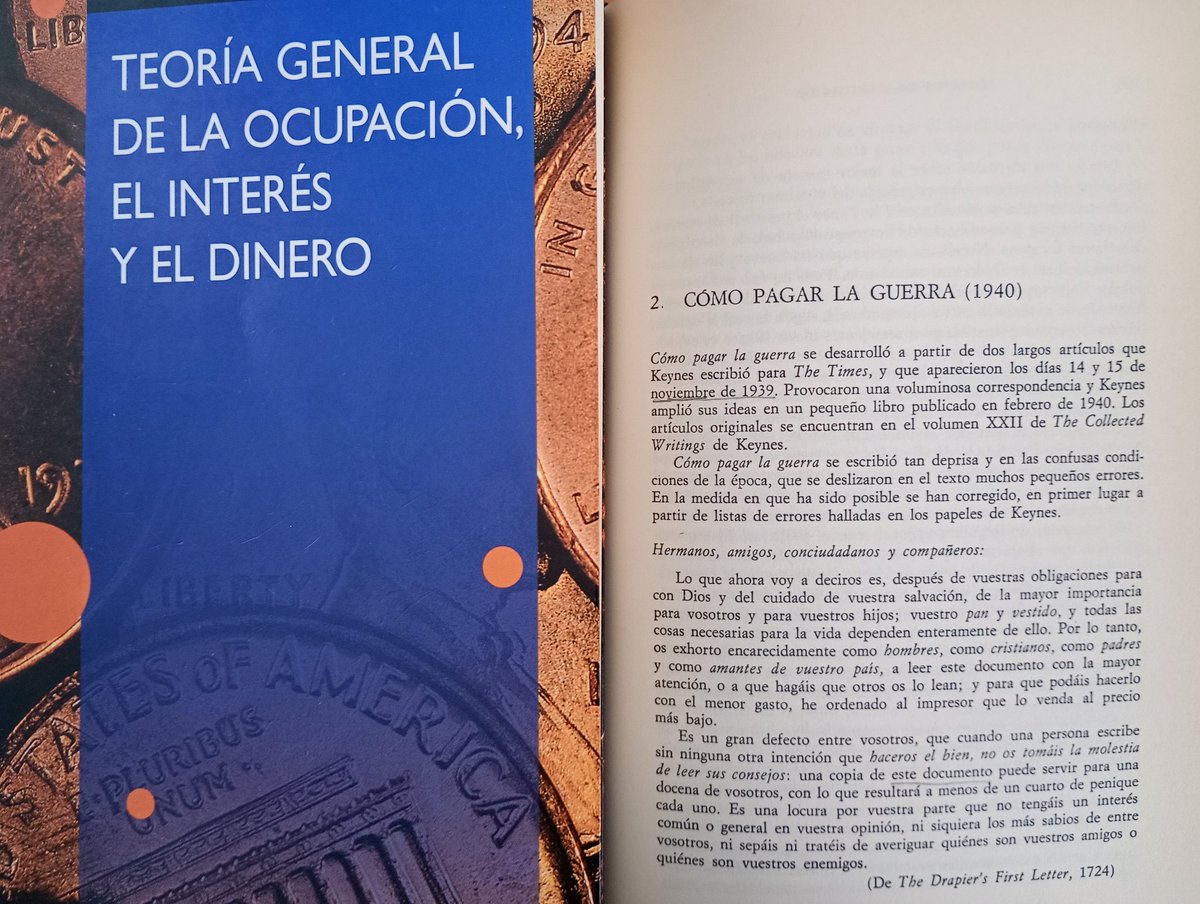 LIB
TEORÍA GENERAL
DE LA OCUPACIÓN,
EL INTERÉS
Y EL DINERO
LIBERTY
STATES OF AMERICA
PLURIBUS
UNUM
2. CÓMO PAGAR LA GUERRA (1940)
Cómo pagar la guerra se desarrolló a partir de dos largos artículos que
Keynes escribió para The Times, y que aparecieron los días 14 y 15 de
noviembre de 1939. Provocaron una voluminosa correspondencia y Keynes
amplió sus ideas en un pequeño libro publicado en febrero de 1940. Los
artículos originales se encuentran en el volumen XXII de The Collected
Writings de Keynes.
Cómo pagar la guerra se escribió tan deprisa y en las confusas condi-
ciones de la época, que se deslizaron en el texto muchos pequeños errores.
En la medida en que ha sido posible se han corregido, en primer lugar a
partir de listas de errores halladas en los papeles de Keynes.
Hermanos, amigos, conciudadanos y compañeros:
Lo que ahora voy a deciros es, después de vuestras obligaciones para
con Dios y del cuidado de vuestra salvación, de la mayor importancia
para vosotros y para vuestros hijos; vuestro pan y vestido, y todas las
cosas necesarias para la vida dependen enteramente de ello. Por lo tanto,
os exhorto encarecidamente como hombres, como cristianos, como padres
y como amantes de vuestro país, a leer este documento con la mayor
atención, o a que hagáis que otros os lo lean; y para que podáis hacerlo
con el menor gasto, he ordenado al impresor que lo venda al precio
más bajo.
Es un gran defecto entre vosotros, que cuando una persona escribe
sin ninguna otra intención que haceros el bien, no os tomáis la molestia
de leer sus consejos: una copia de este documento puede servir para una
docena de vosotros, con lo que resultará a menos de un cuarto de penique
cada uno. Es una locura por vuestra parte que no tengáis un interés
común o general en vuestra opinión, ni siquiera los más sabios de entre
vosotros, ni sepáis ni tratéis de averiguar quiénes son vuestros amigos o
quiénes son vuestros enemigos.
(De The Drapier's First Letter, 1724)